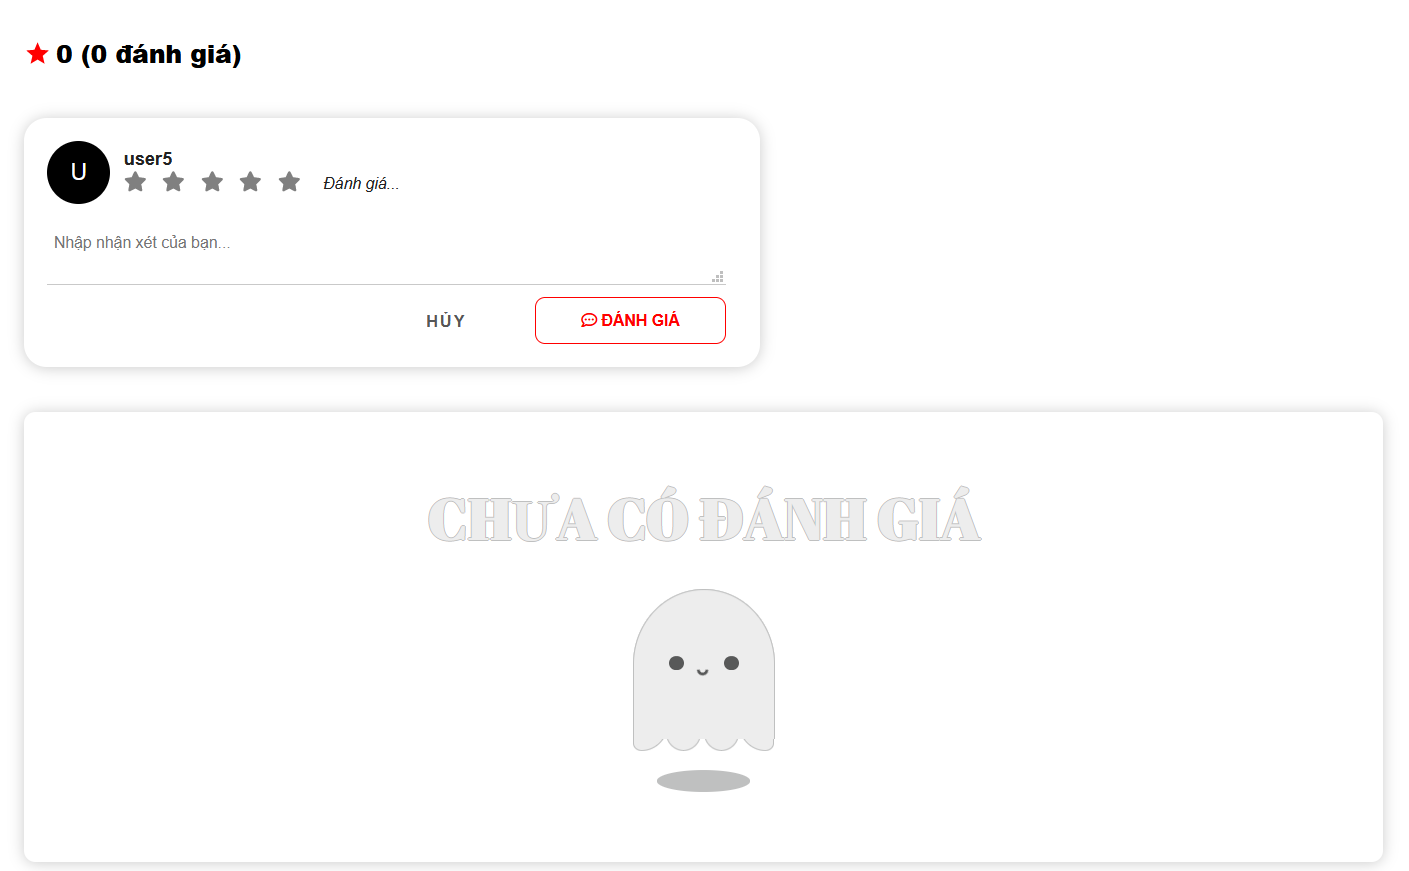 0 (0 đánh giá)
U
user5
Đánh giá...
Nhập nhận xét của bạn...
HỦY
ĐÁNH GIÁ
CHƯA CÓ ĐÁNH GIÁ